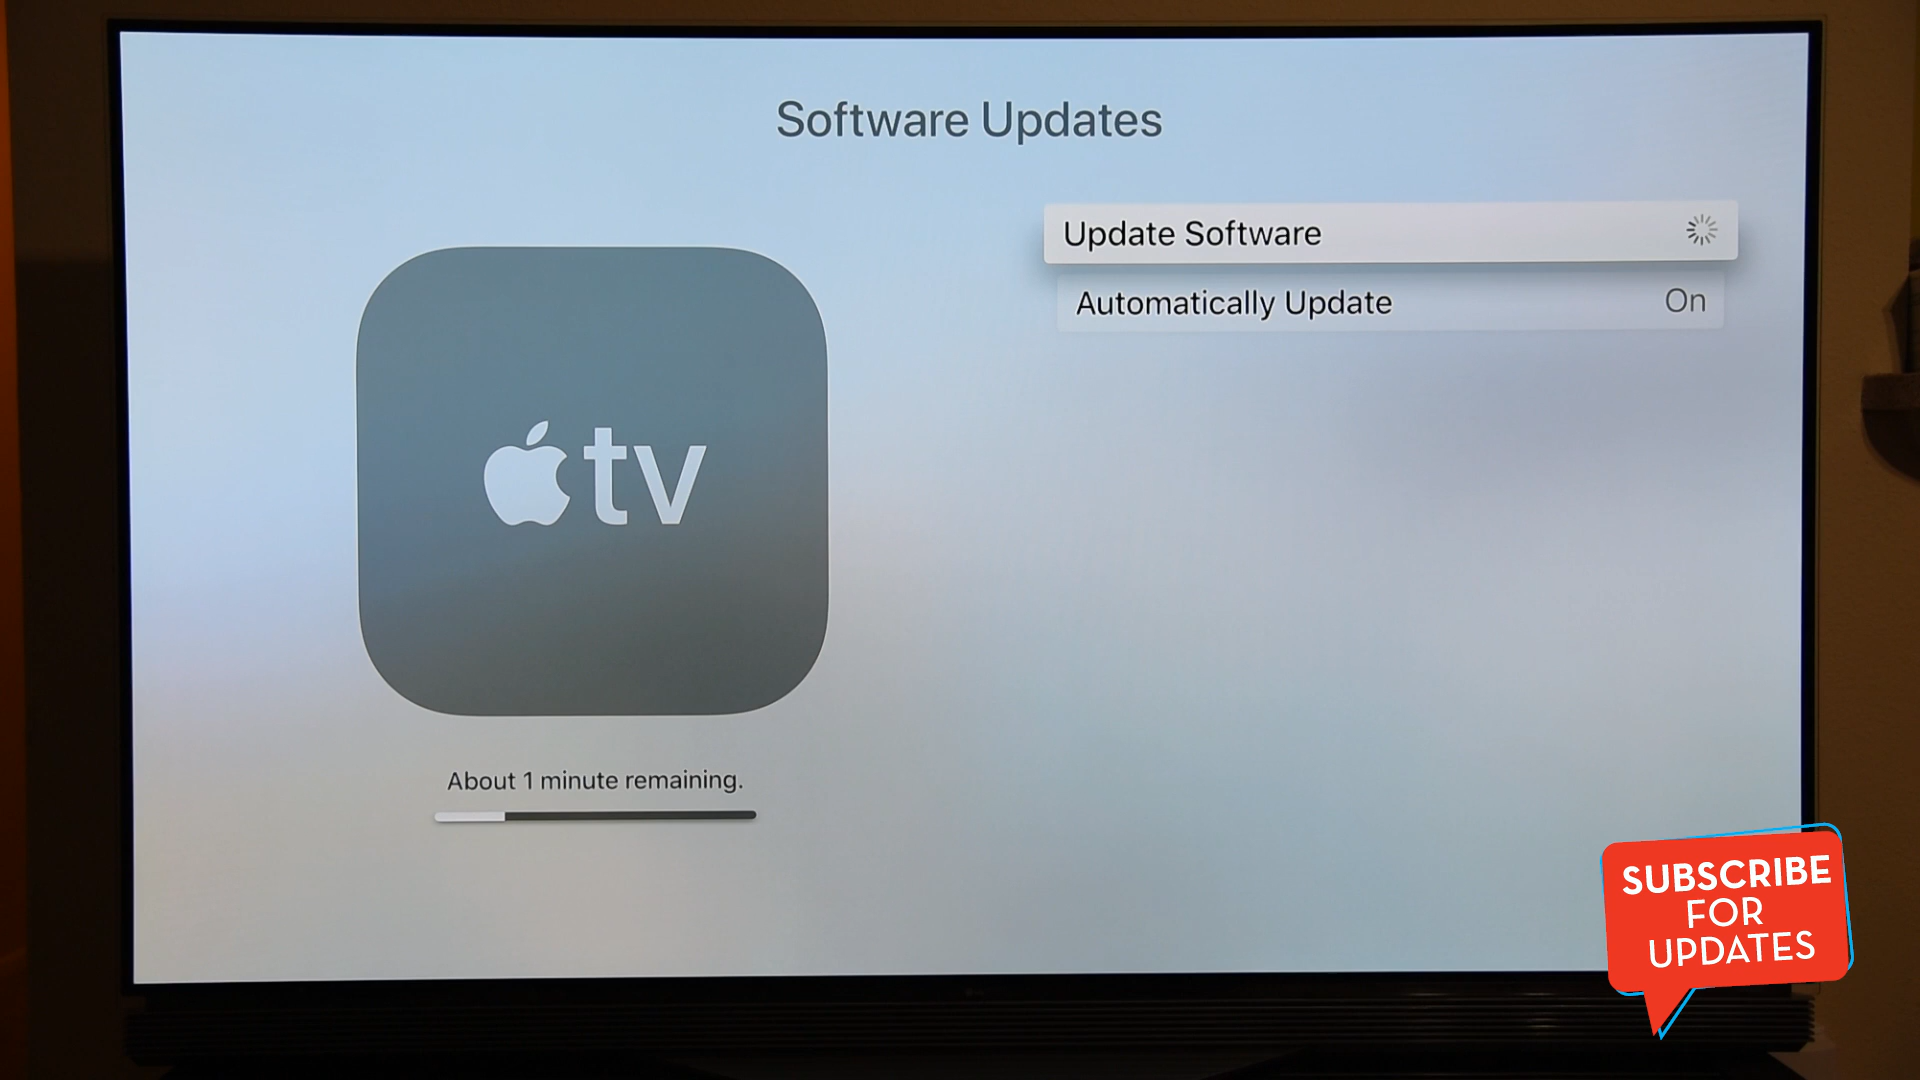 Software Updates
Update Software
Automatically Update On
tv
About 1 minute remaining.
SUBSCRIBE
FOR
UPDATES